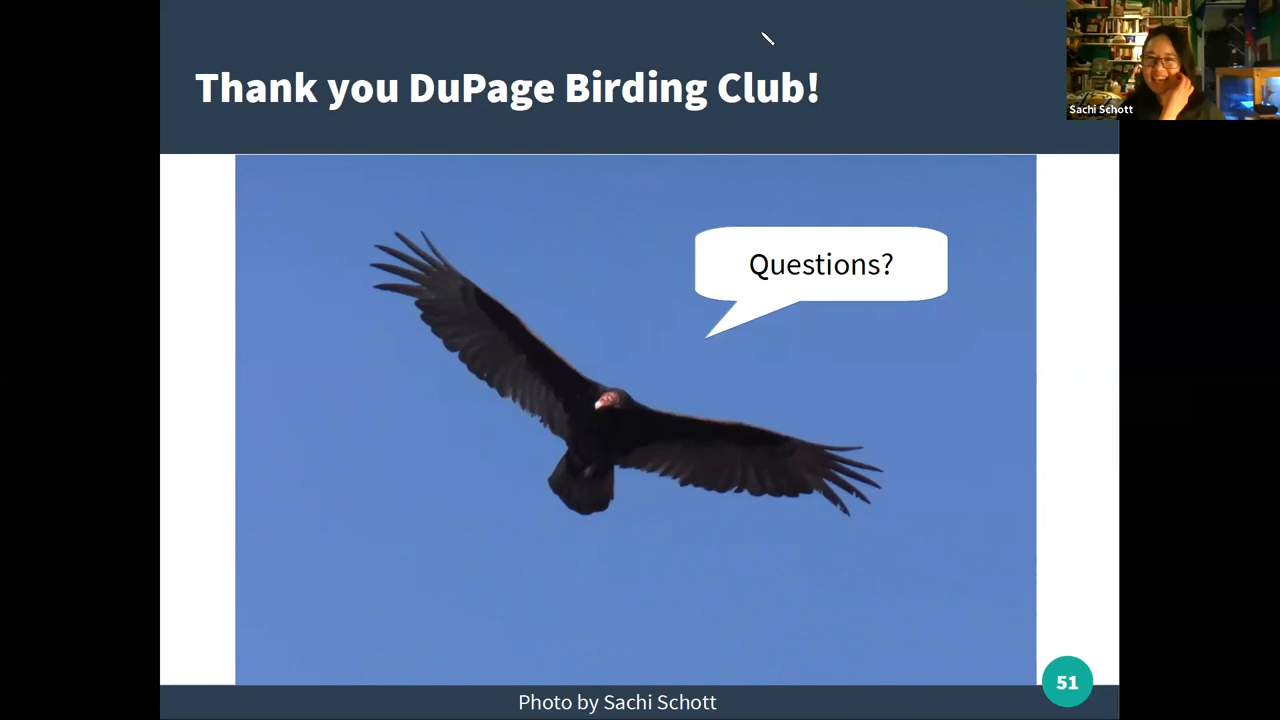 Thank you DuPage Birding Club!
Sachi Schott
Questions?
51
Photo by Sachi Schott